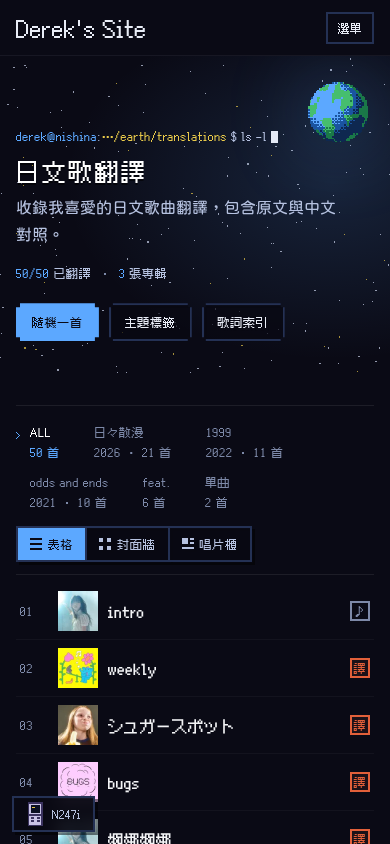 Derek's Site
選單
derek@nishina:~/earth/translations $ ls -l
日文歌翻譯
收錄我喜愛的日文歌曲翻譯，包含原文與中文
對照。
50/50 已翻譯 · 3 張專輯
隨機一首
主題標籤
歌詞索引
› ALL
50 首
日々散漫
2026 · 21 首
1999
2022 · 11 首
odds and ends
2021 · 10 首
feat.
6 首
單曲
2 首
表格
封面牆
唱片櫃
01 intro ♪
02 weekly 譯
03 シュガースポット 譯
04 BUGS bugs 譯
N247i
05
譯